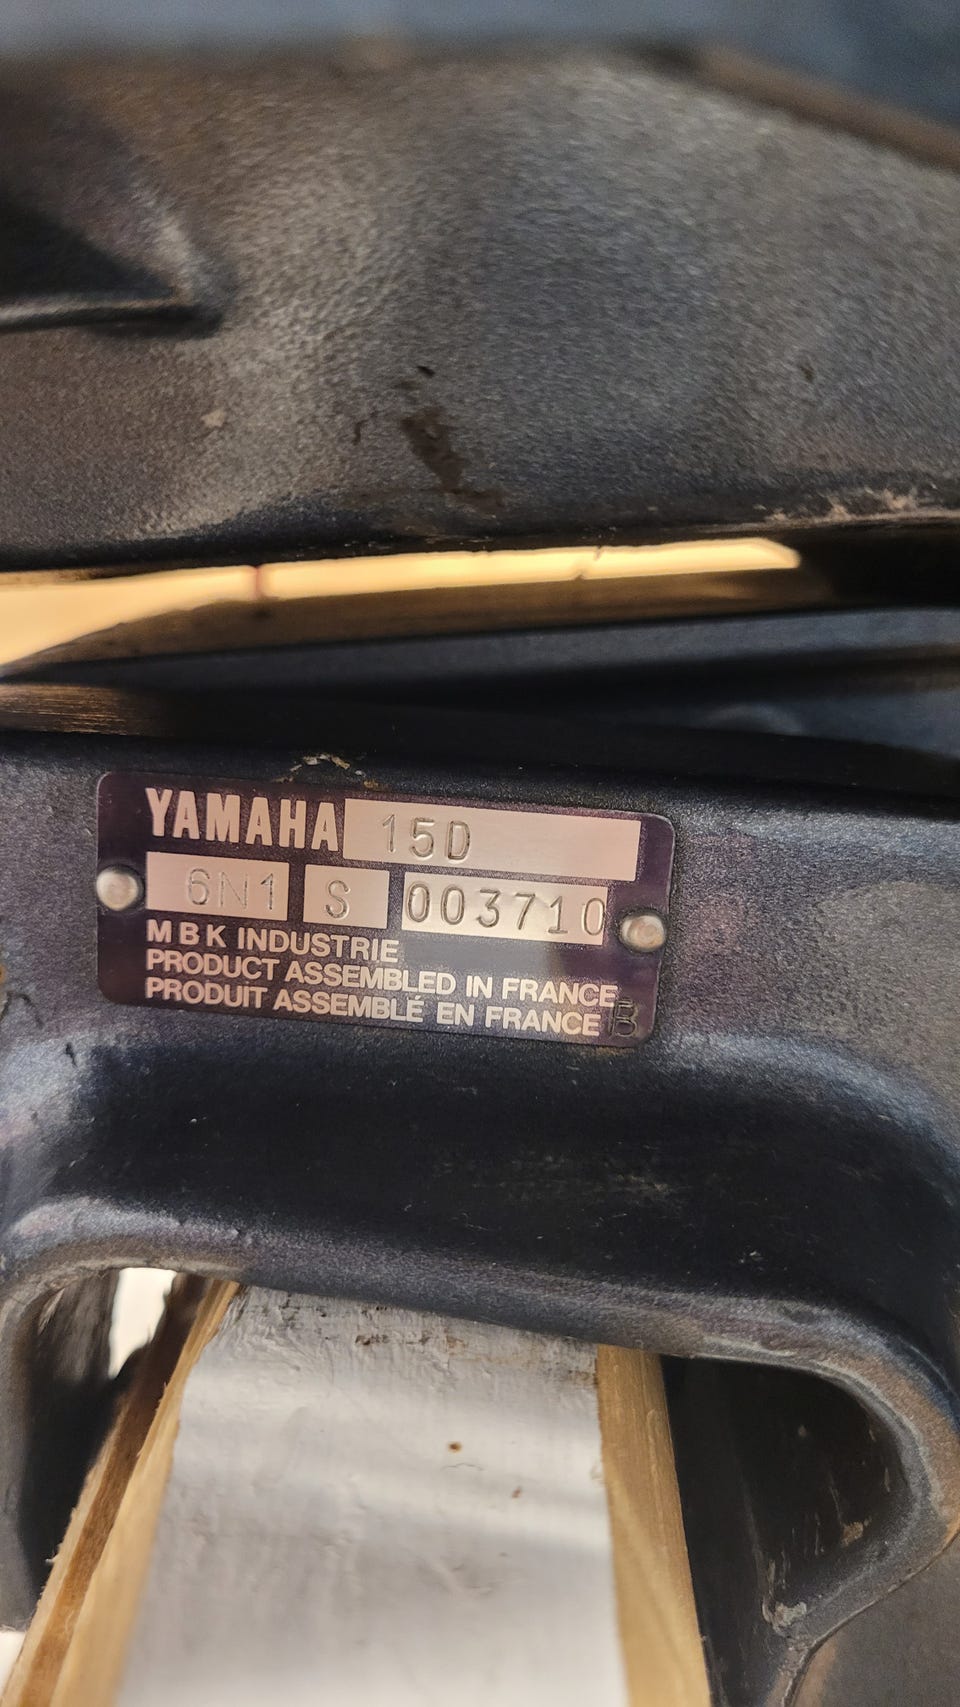 YAMAHA 15D
6N1 S 003710
MBK INDUSTRIE
PRODUCT ASSEMBLED IN FRANCE
PRODUIT ASSEMBLÉ EN FRANCE B